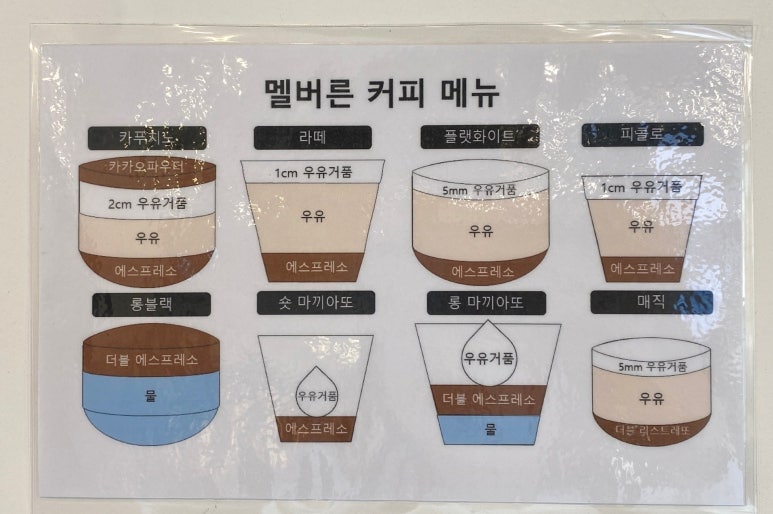 멜버른 커피 메뉴
카푸치노
라떼
플랫화이트
피콜로
카카오파우더
2cm 우유거품
우유
에스프레소
1cm 우유거품
우유
에스프레소
5mm 우유거품
우유
에스프레소
1cm 우유거품
우유
에스프레소
롱블랙
숏 마끼아또
롱 마끼아또
매직
더블 에스프레소
물
우유거품
에스프레소
우유거품
더블 에스프레소
물
5mm 우유거품
우유
더블 리스트레또